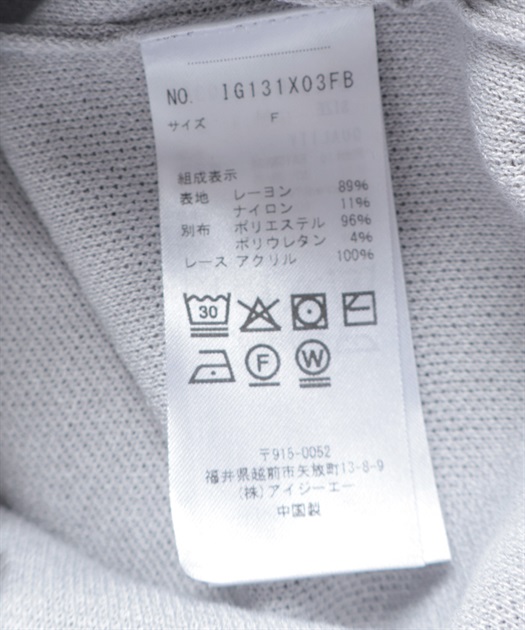 NO. IG131X03FB
サイズ F
組成表示
表地 レーヨン 89%
ナイロン 11%
別布 ポリエステル 96%
ポリウレタン 4%
レース アクリル 100%
30
F W
〒915-0052
福井県越前市矢放町13-8-9
(株)アイジーエー
中国製